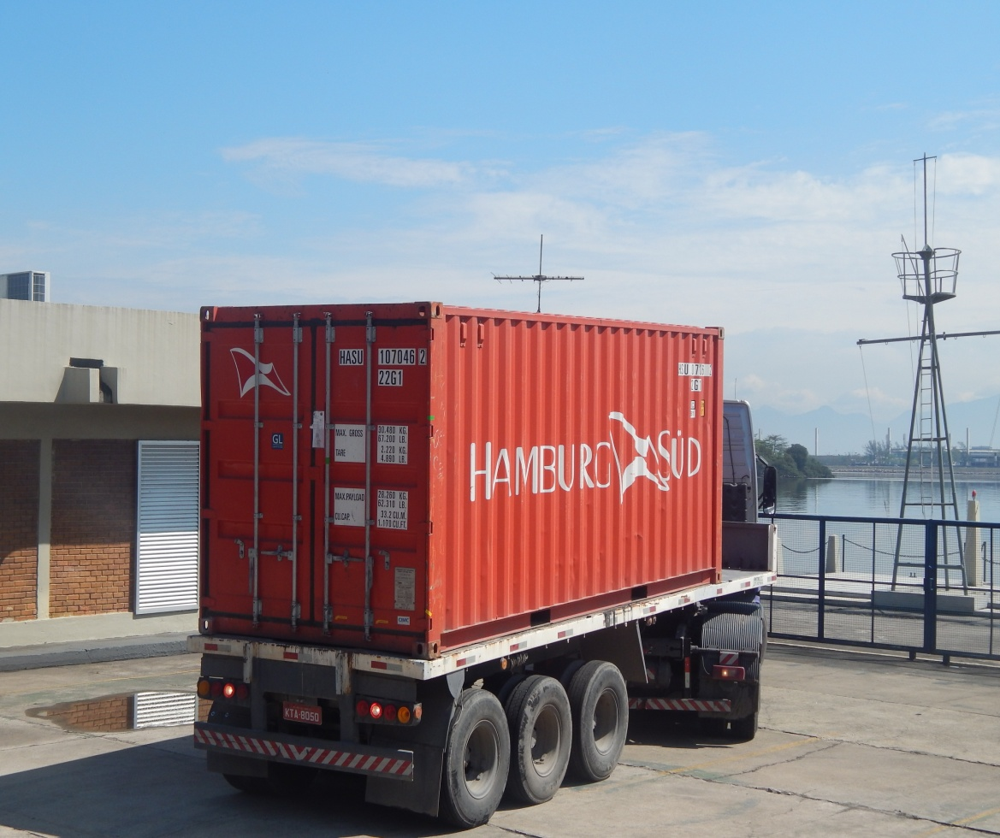 HASU 107046 2
22G1
GL
MAX. GROSS 30.480 KG.
67.200 LB.
TARE 2.220 KG.
4.890 LB.
MAX.PAYLOAD 28.260 KG.
62.310 LB.
CU.CAP. 33.2 CU.M.
1.170 CU.FT.
CIMC
KTA-8050
HAMBURG SÜD